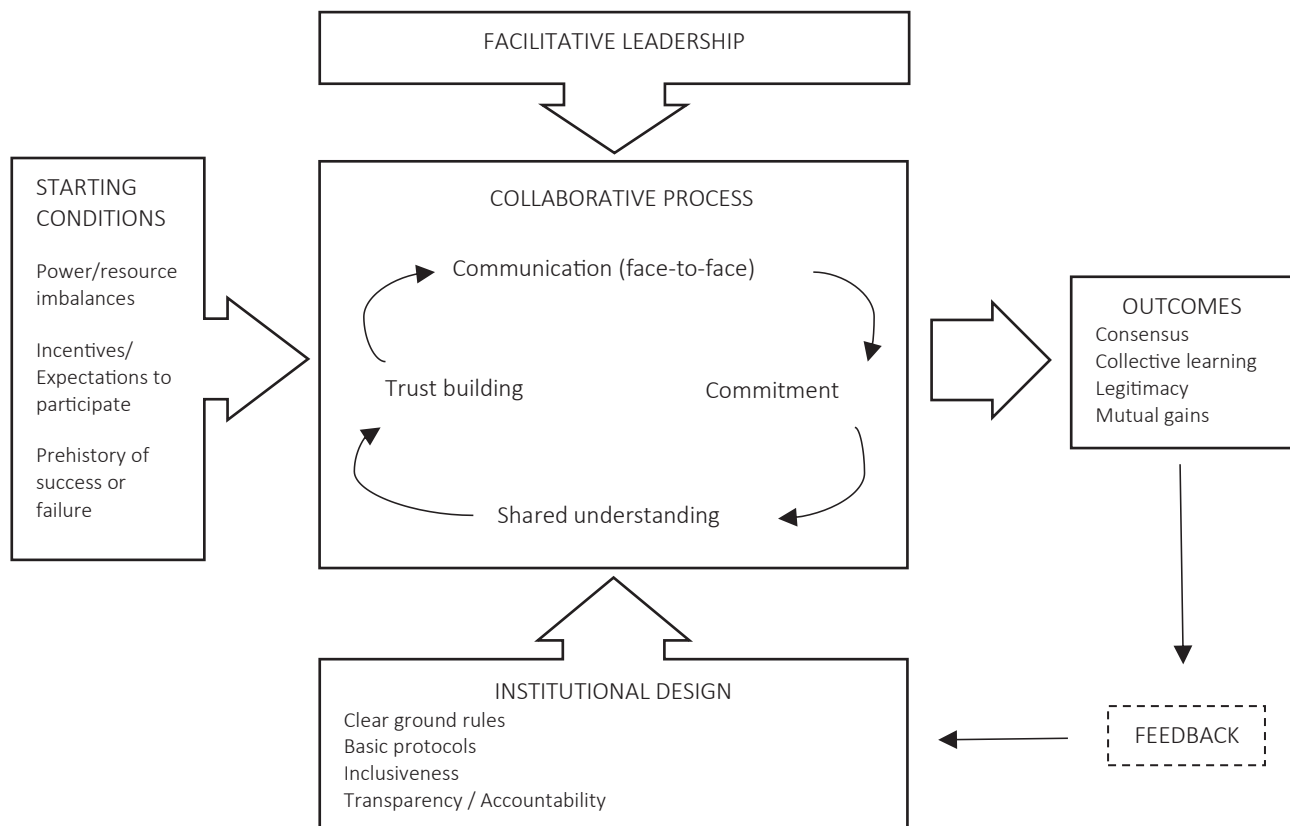 FACILITATIVE LEADERSHIP
STARTING
CONDITIONS
Power/resource
imbalances
Incentives/
Expectations to
participate
Prehistory of
success or
failure
COLLABORATIVE PROCESS
Communication (face-to-face)
Trust building
Commitment
Shared understanding
OUTCOMES
Consensus
Collective learning
Legitimacy
Mutual gains
INSTITUTIONAL DESIGN
Clear ground rules
Basic protocols
Inclusiveness
Transparency / Accountability
FEEDBACK